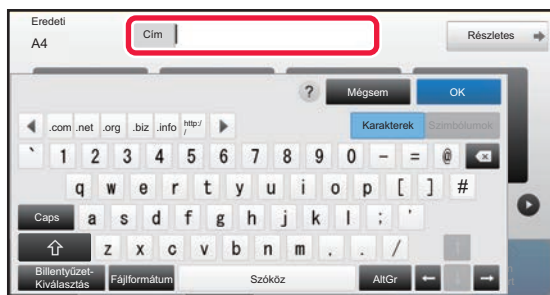 Eredeti
A4
Cím
Részletes
? Mégsem OK
.com .net .org .biz .info http:// Karakterek Szimbólumok
` 1 2 3 4 5 6 7 8 9 0 - = @
q w e r t y u i o p [ ] #
Caps a s d f g h j k l ; '
z x c v b n m , . /
Billentyűzet-
Kiválasztás Fájlformátum Szóköz AltGr